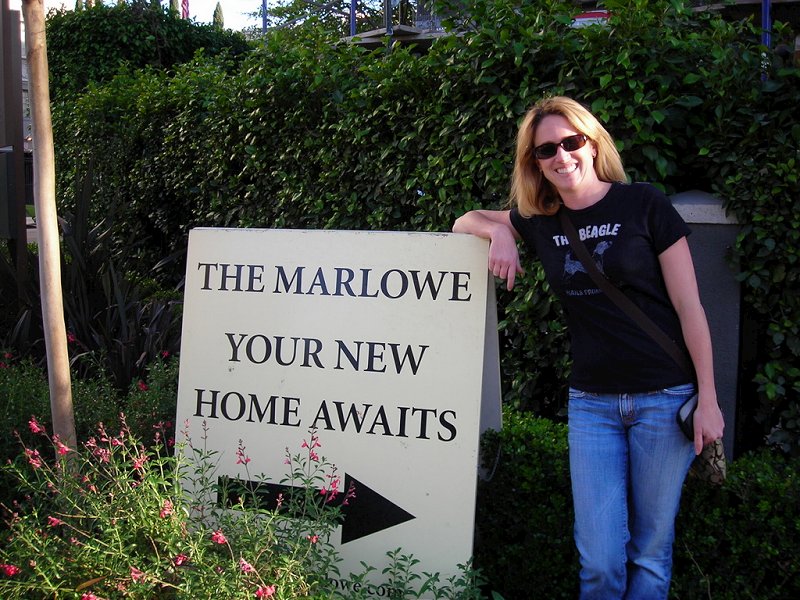 THE MARLOWE
YOUR NEW
HOME AWAITS
THE BEAGLE